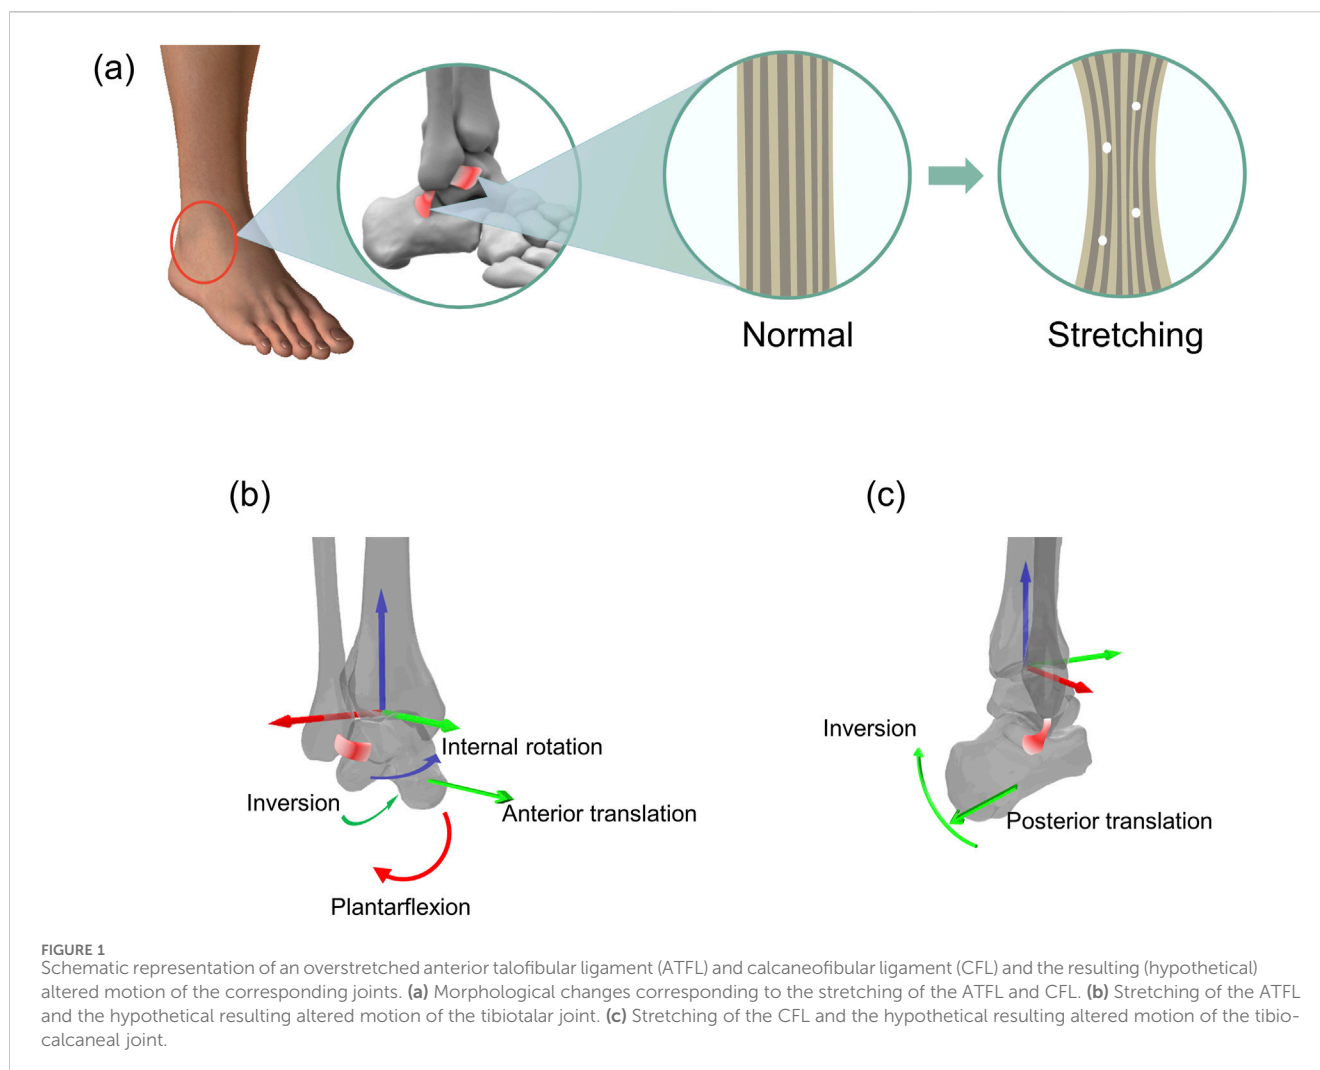 (a)
Normal
Stretching
(b)
(c)
Internal rotation
Inversion
Anterior translation
Plantarflexion
Inversion
Posterior translation
FIGURE 1
Schematic representation of an overstretched anterior talofibular ligament (ATFL) and calcaneofibular ligament (CFL) and the resulting (hypothetical)
altered motion of the corresponding joints. (a) Morphological changes corresponding to the stretching of the ATFL and CFL. (b) Stretching of the ATFL
and the hypothetical resulting altered motion of the tibiotalar joint. (c) Stretching of the CFL and the hypothetical resulting altered motion of the tibio-
calcaneal joint.